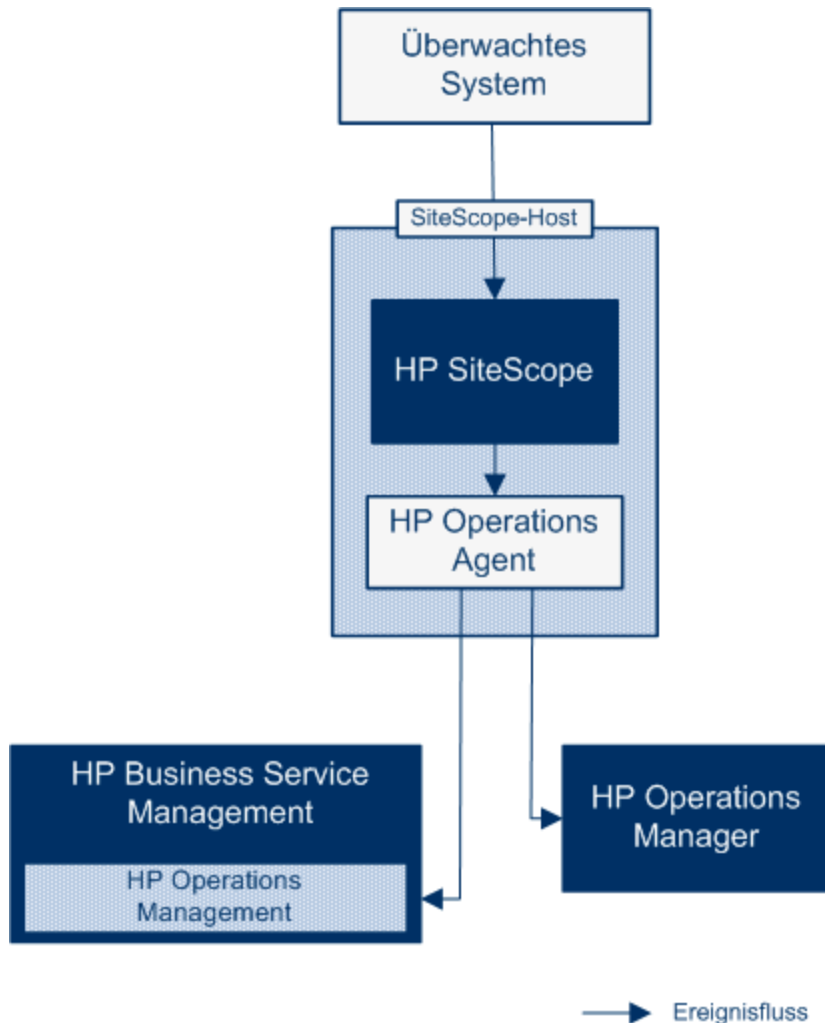 Überwachtes
System
SiteScope-Host
HP SiteScope
HP Operations
Agent
HP Business Service
Management
HP Operations
Management
HP Operations
Manager
Ereignisfluss